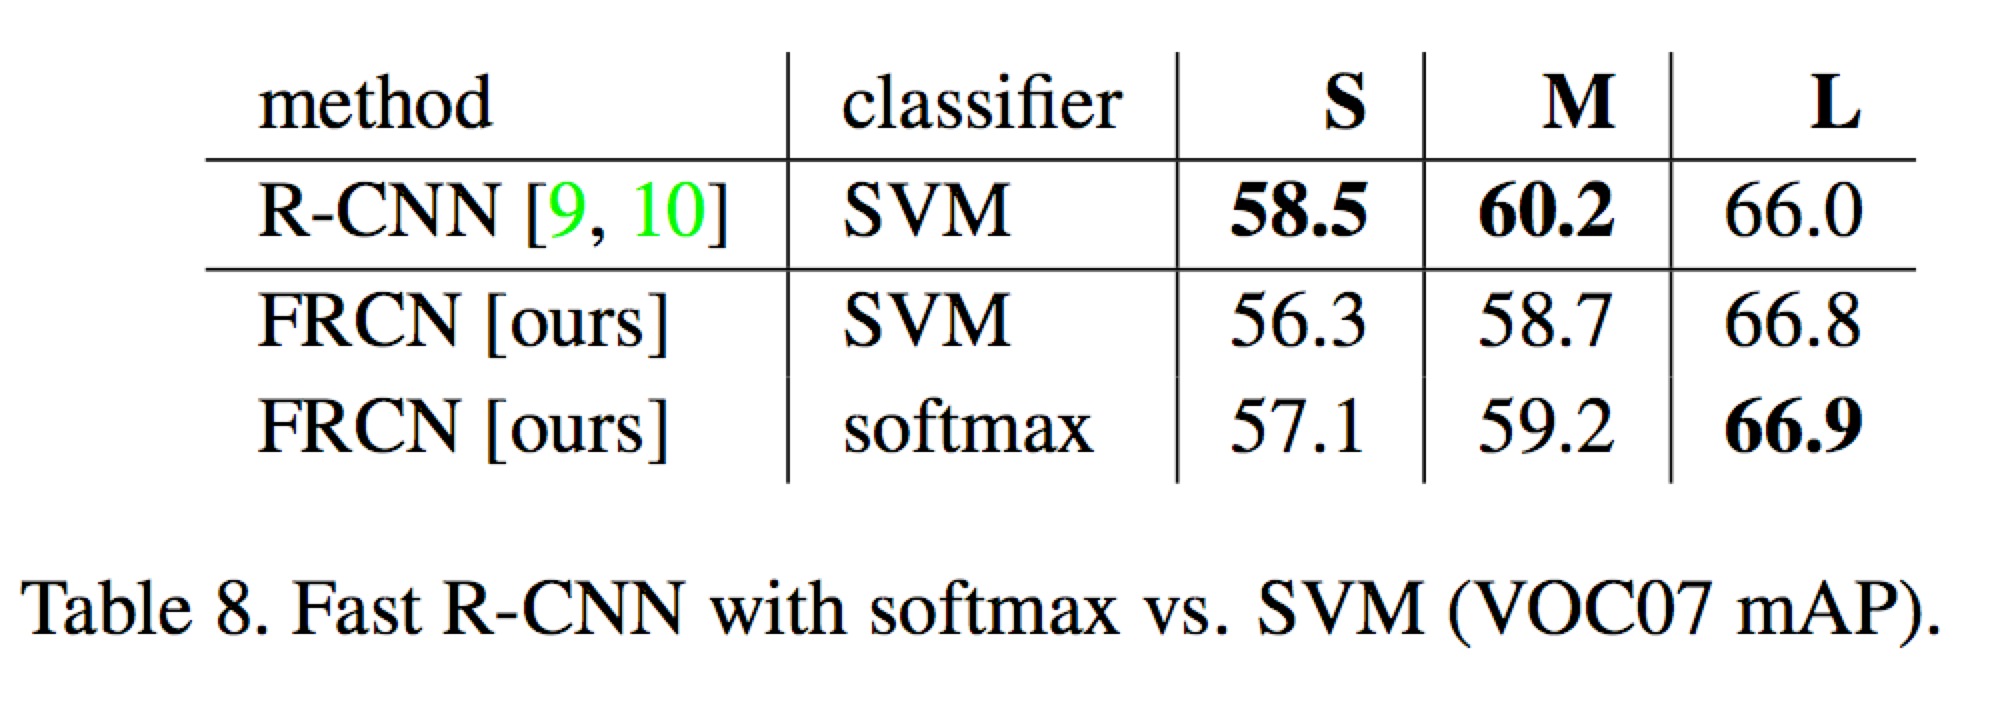 method classifier S M L
R-CNN [9, 10] SVM 58.5 60.2 66.0
FRCN [ours] SVM 56.3 58.7 66.8
FRCN [ours] softmax 57.1 59.2 66.9
Table 8. Fast R-CNN with softmax vs. SVM (VOC07 mAP).